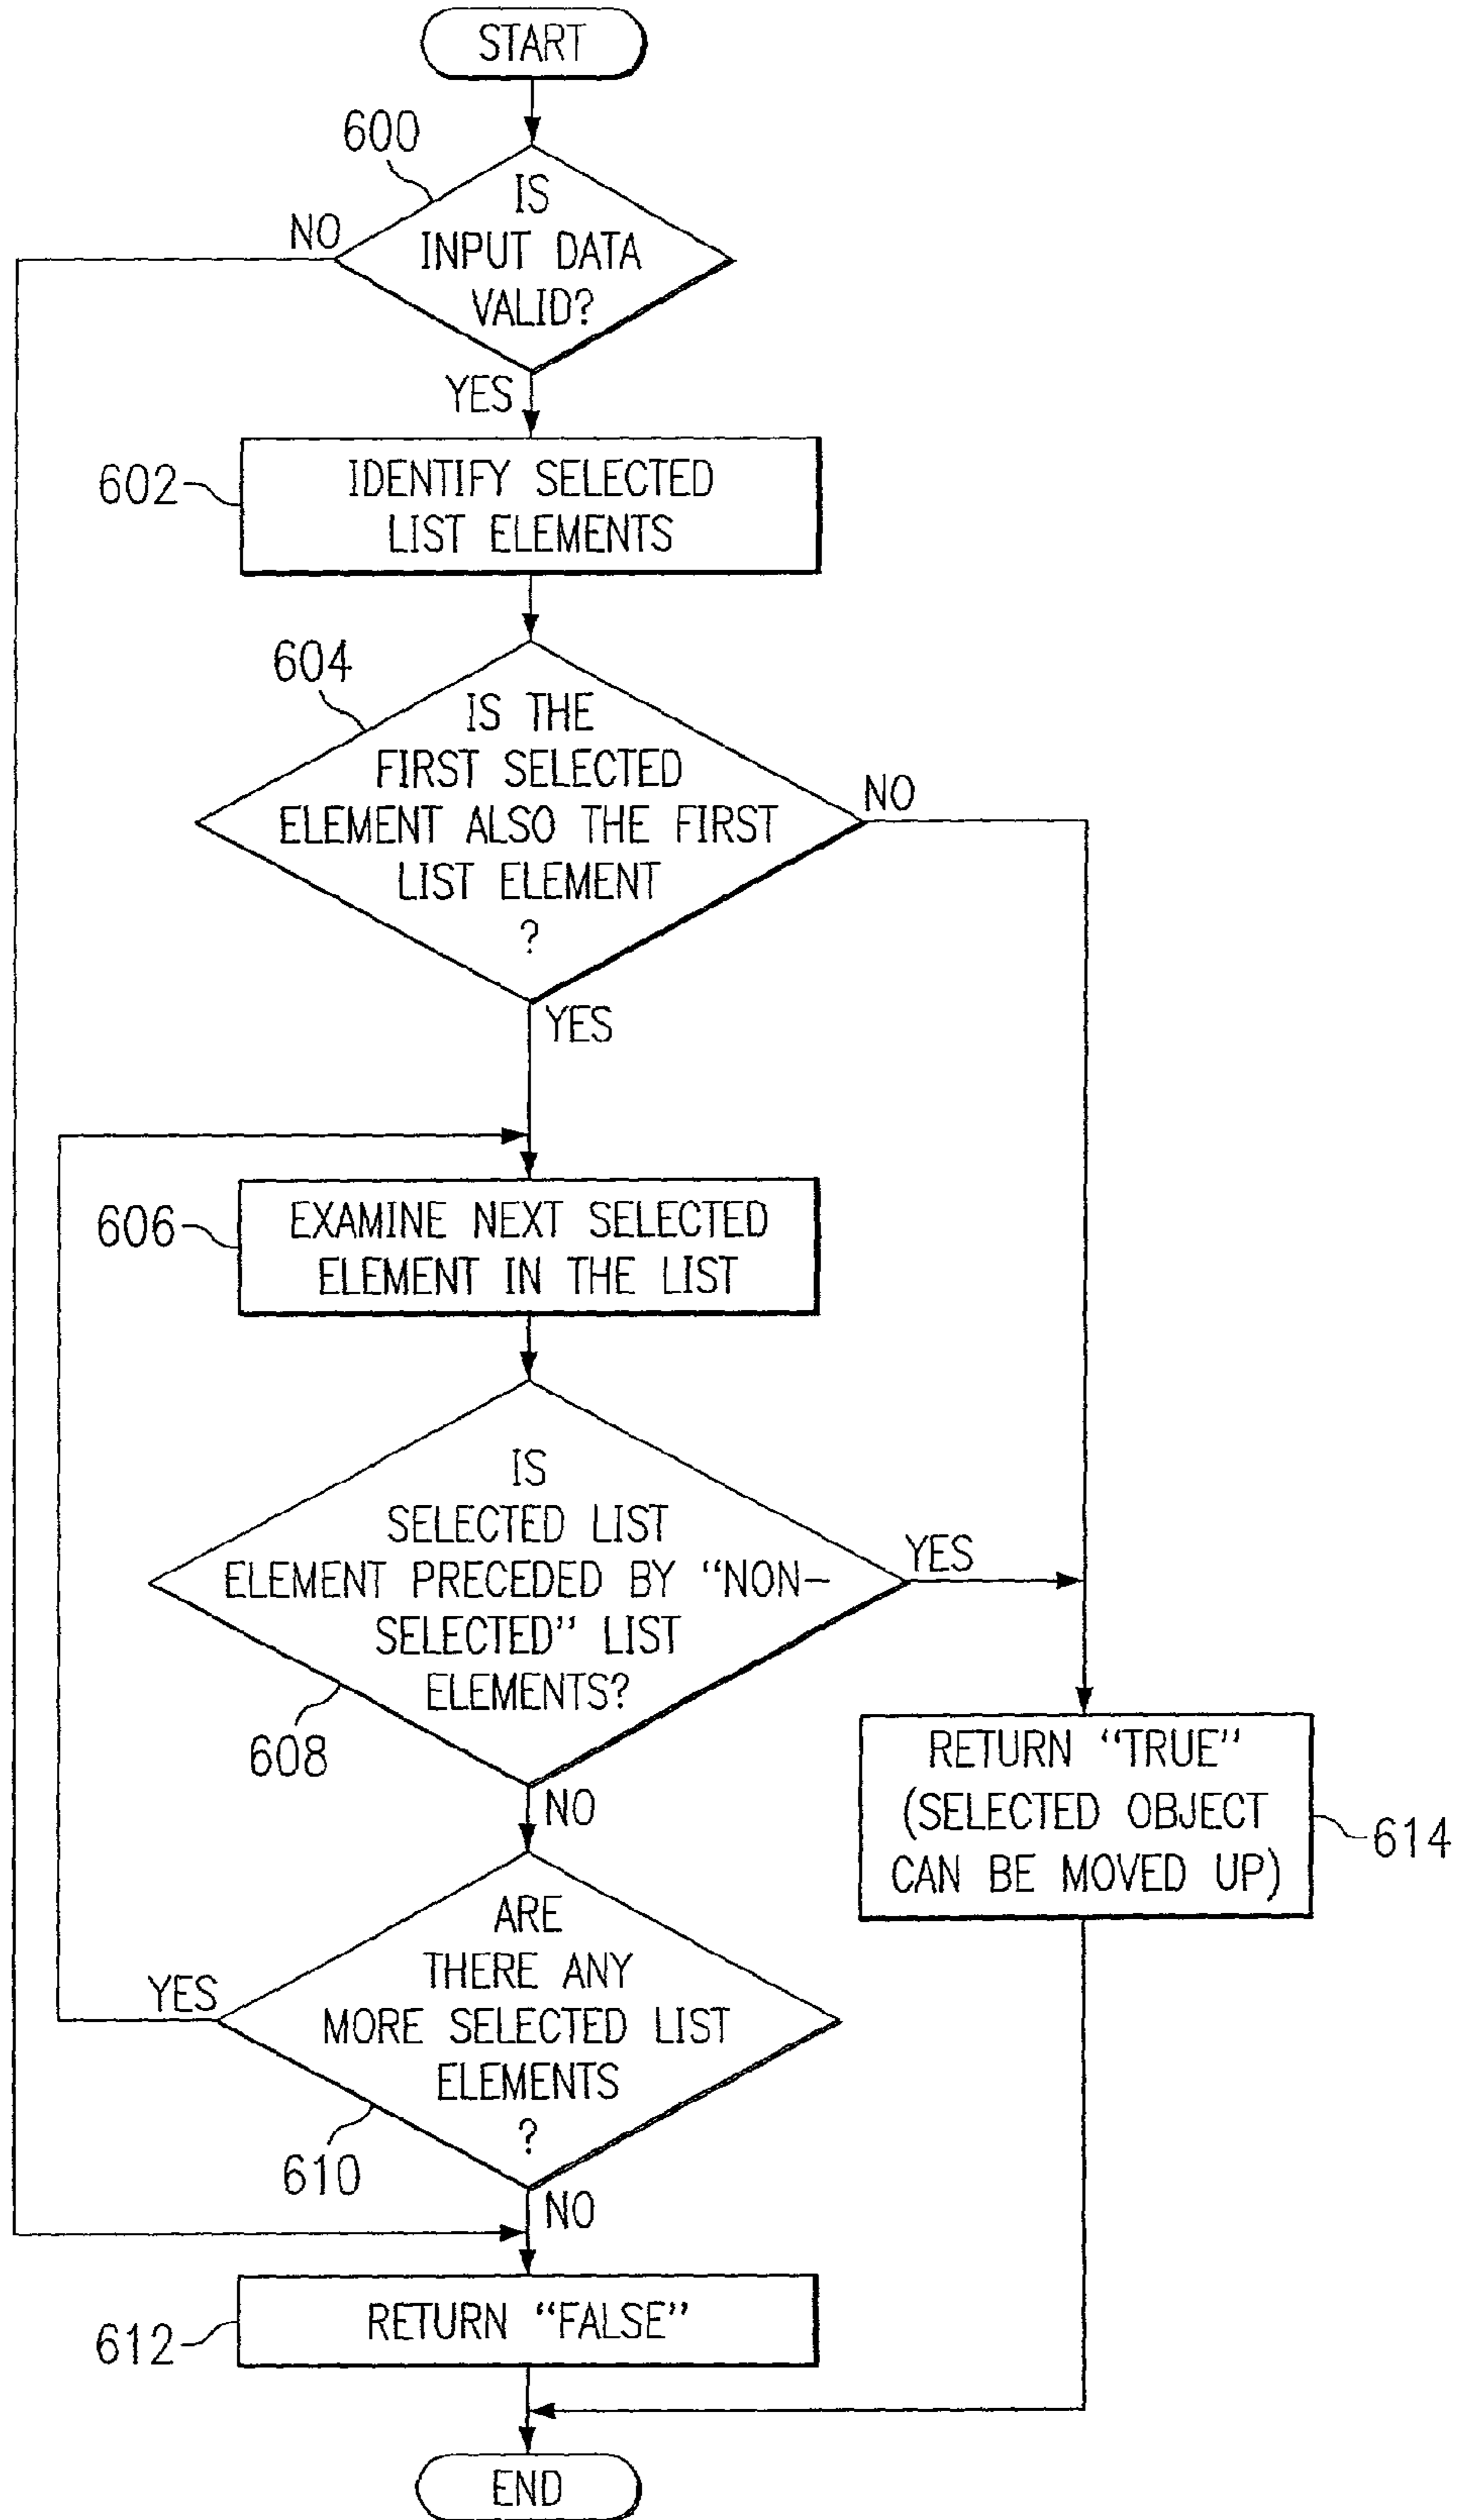 START
600
IS
INPUT DATA
VALID?
NO
YES
602
IDENTIFY SELECTED
LIST ELEMENTS
604
IS THE
FIRST SELECTED
ELEMENT ALSO THE FIRST
LIST ELEMENT
?
NO
YES
606
EXAMINE NEXT SELECTED
ELEMENT IN THE LIST
IS
SELECTED LIST
ELEMENT PRECEDED BY “NON-
SELECTED” LIST
ELEMENTS?
YES
608
NO
RETURN “TRUE”
(SELECTED OBJECT
CAN BE MOVED UP)
614
ARE
THERE ANY
MORE SELECTED LIST
ELEMENTS
?
YES
610
NO
612
RETURN “FALSE”
END